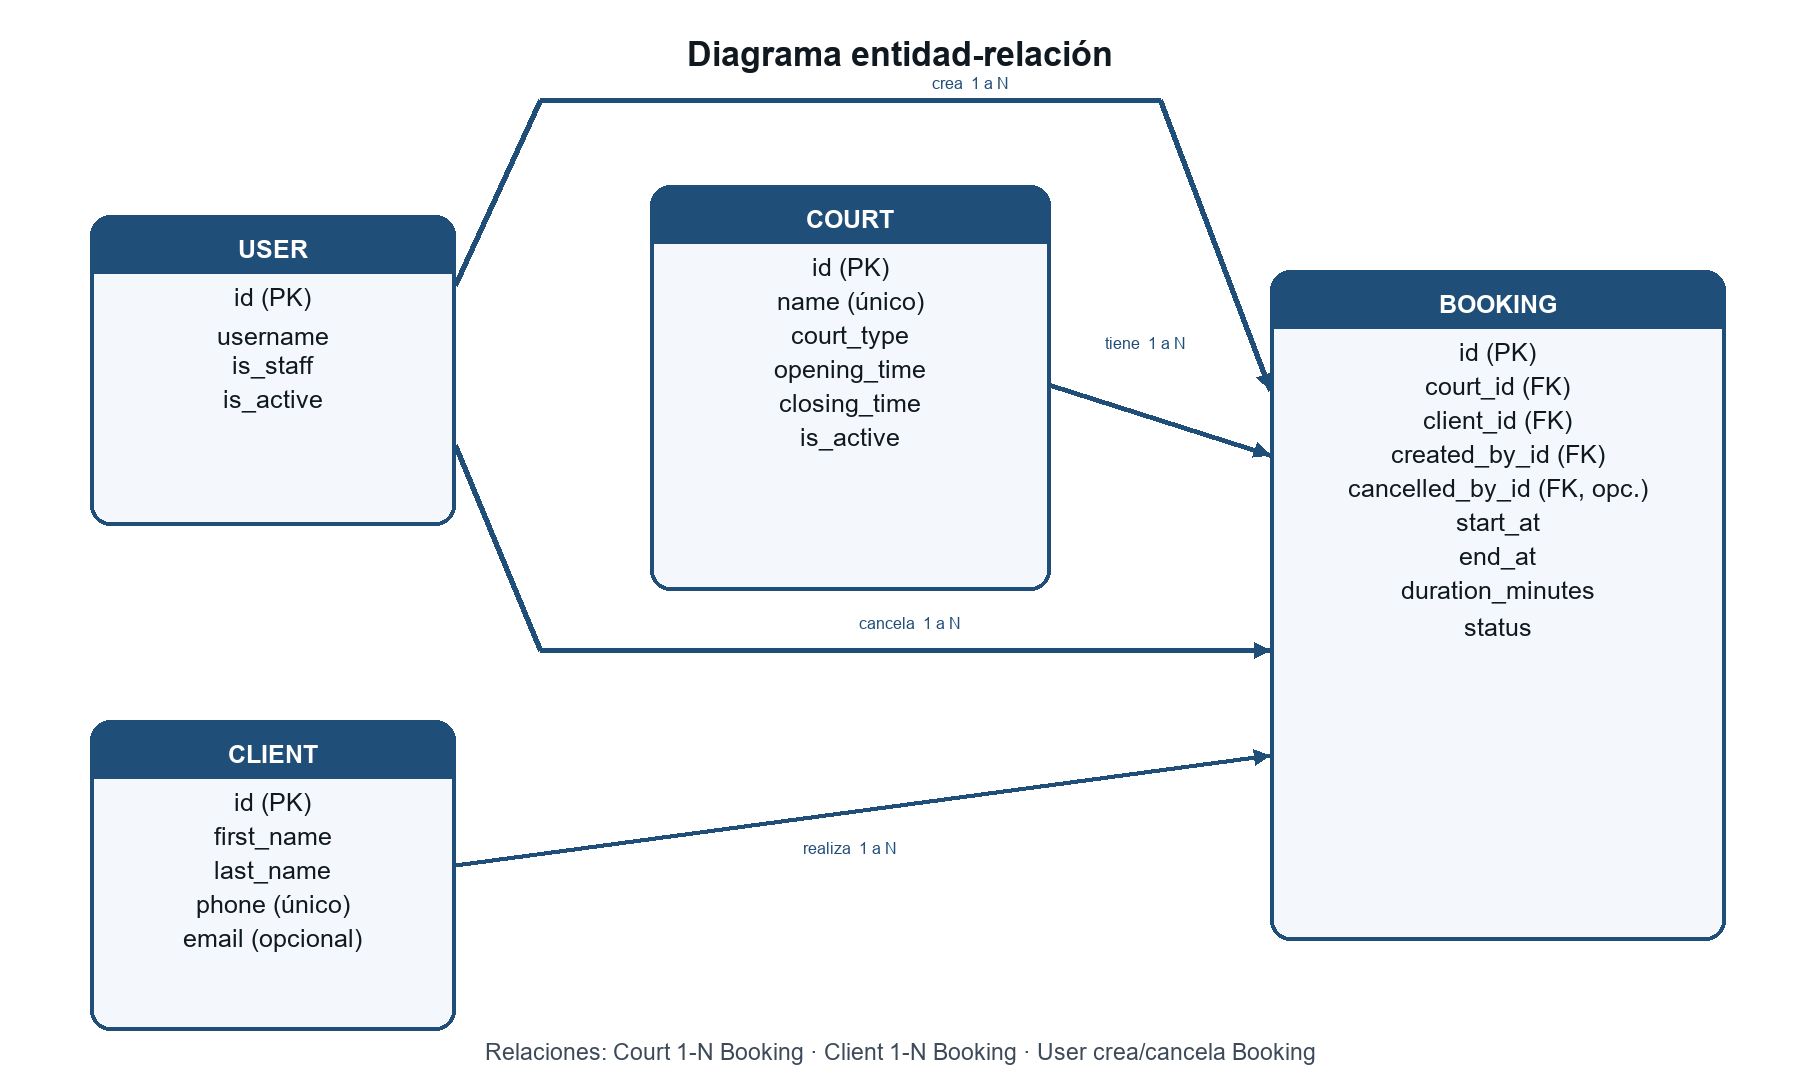 Diagrama entidad-relación
crea 1 a N
USER
id (PK)
username
is_staff
is_active
COURT
id (PK)
name (único)
court_type
opening_time
closing_time
is_active
tiene 1 a N
BOOKING
id (PK)
court_id (FK)
client_id (FK)
created_by_id (FK)
cancelled_by_id (FK, opc.)
start_at
end_at
duration_minutes
status
cancela 1 a N
CLIENT
id (PK)
first_name
last_name
phone (único)
email (opcional)
realiza 1 a N
Relaciones: Court 1-N Booking · Client 1-N Booking · User crea/cancela Booking